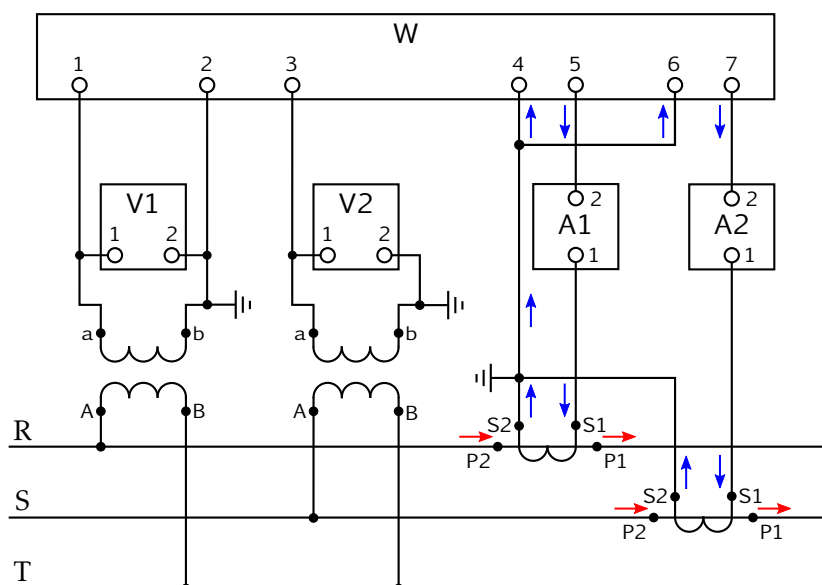 W
1 2 3 4 5 6 7
V1 V2 A1 A2
1 2 1 2 2 2
1 1
a b a b
A B A B
S2 S1
R
P2 P1
S2 S1
S
P2 P1
T